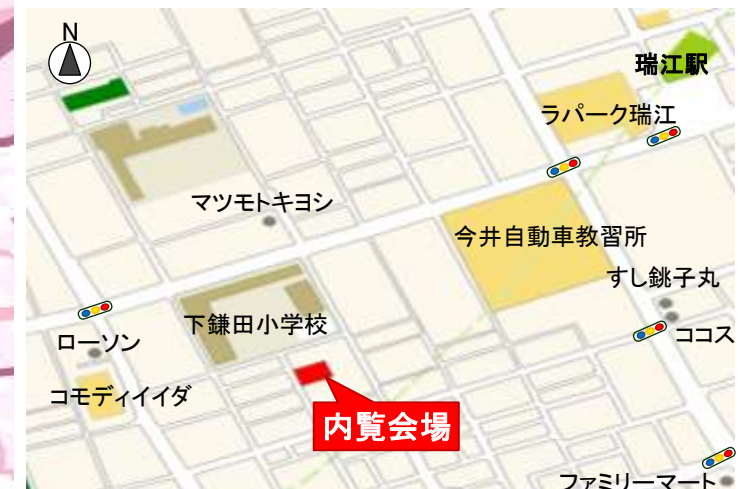 N
瑞江駅
ラパーク瑞江
マツモトキヨシ
今井自動車教習所
すし銚子丸
下鎌田小学校
ココス
ローソン
コモディイイダ
内覧会場
ファミリーマート